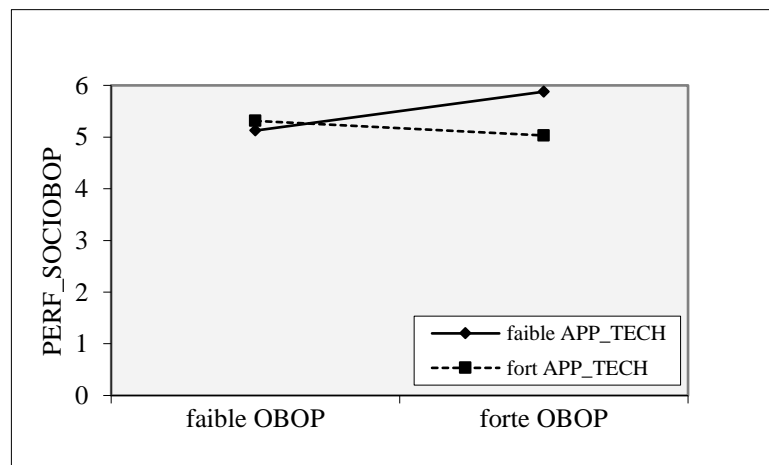 PERF_SOCIOBOP
6
5
4
3
2
1
0
faible APP_TECH
fort APP_TECH
faible OBOP
forte OBOP